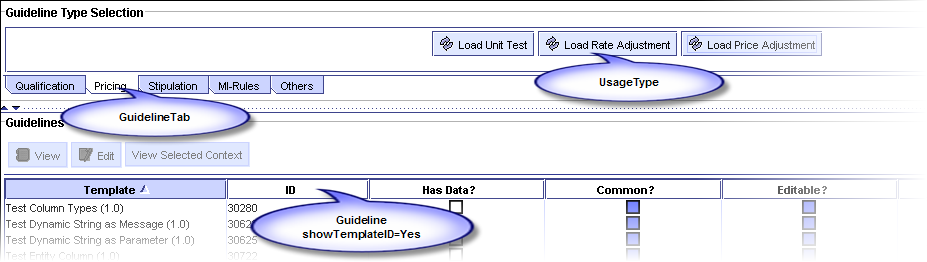 Guideline Type Selection
Load Unit Test Load Rate Adjustment Load Price Adjustment
UsageType
Qualification Pricing Stipulation MI-Rules Others
GuidelineTab
Guidelines
View Edit View Selected Context
Template ID Has Data? Common? Editable?
Test Column Types (1.0) 30280
Guideline
showTemplateID=Yes
Test Dynamic String as Message (1.0)
Test Dynamic String as Parameter (1.0) 30625
Test Entity Column (1.0) 30722